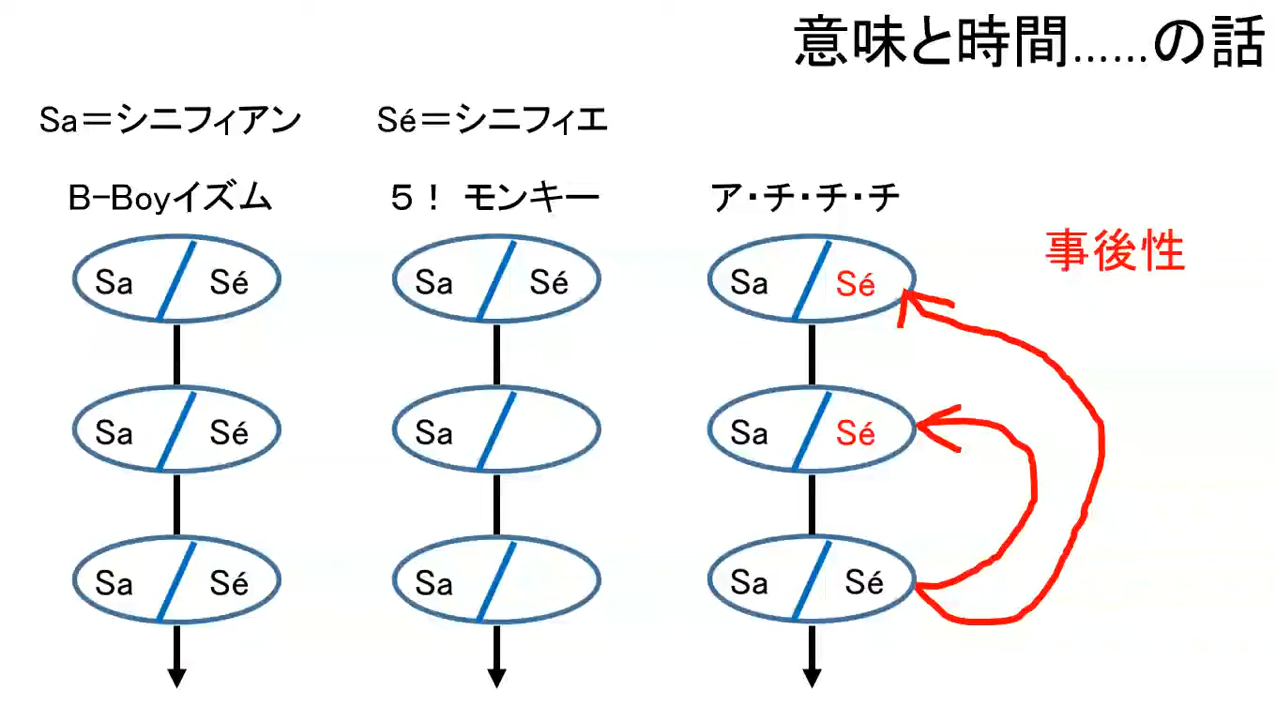 意味と時間……の話
Sa＝シニフィアン
Sé＝シニフィエ
B-Boyイズム
５！ モンキー
ア・チ・チ・チ
事後性
Sa Sé
Sa Sé
Sa Sé
Sa Sé
Sa
Sa Sé
Sa Sé
Sa
Sa Sé